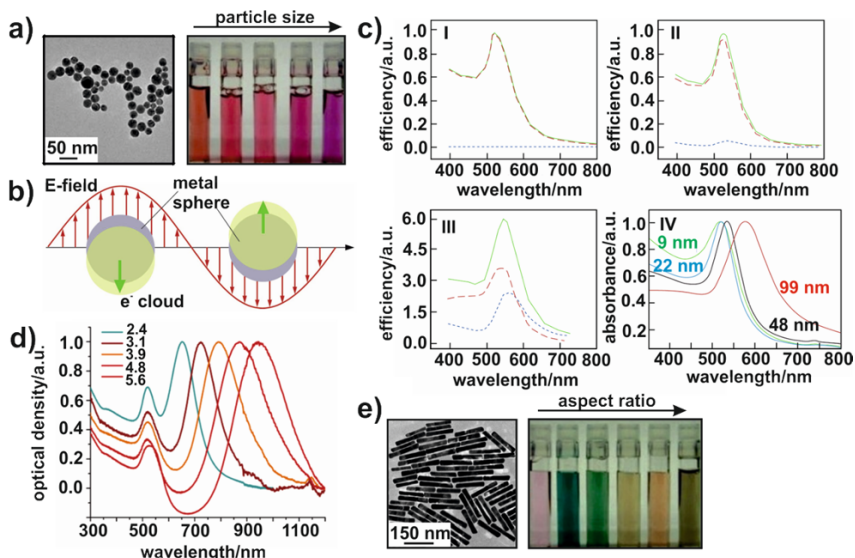 a)
particle size
50 nm
b)
E-field
metal
sphere
e- cloud
c)
I
efficiency/a.u.
1.0
0.8
0.6
0.4
0.2
0.0
400 500 600 700 800
wavelength/nm
II
efficiency/a.u.
1.0
0.8
0.6
0.4
0.2
0.0
400 500 600 700 800
wavelength/nm
III
efficiency/a.u.
6.0
4.0
2.0
0.0
400 500 600 700 800
wavelength/nm
IV
absorbance/a.u.
1.0
0.8
0.6
0.4
0.2
9 nm
22 nm
99 nm
48 nm
400 500 600 700 800
wavelength/nm
d)
2.4
3.1
3.9
4.8
5.6
optical density/a.u.
1.0
0.8
0.6
0.4
0.2
0.0
300 500 700 900 1100
wavelength/nm
e)
aspect ratio
150 nm